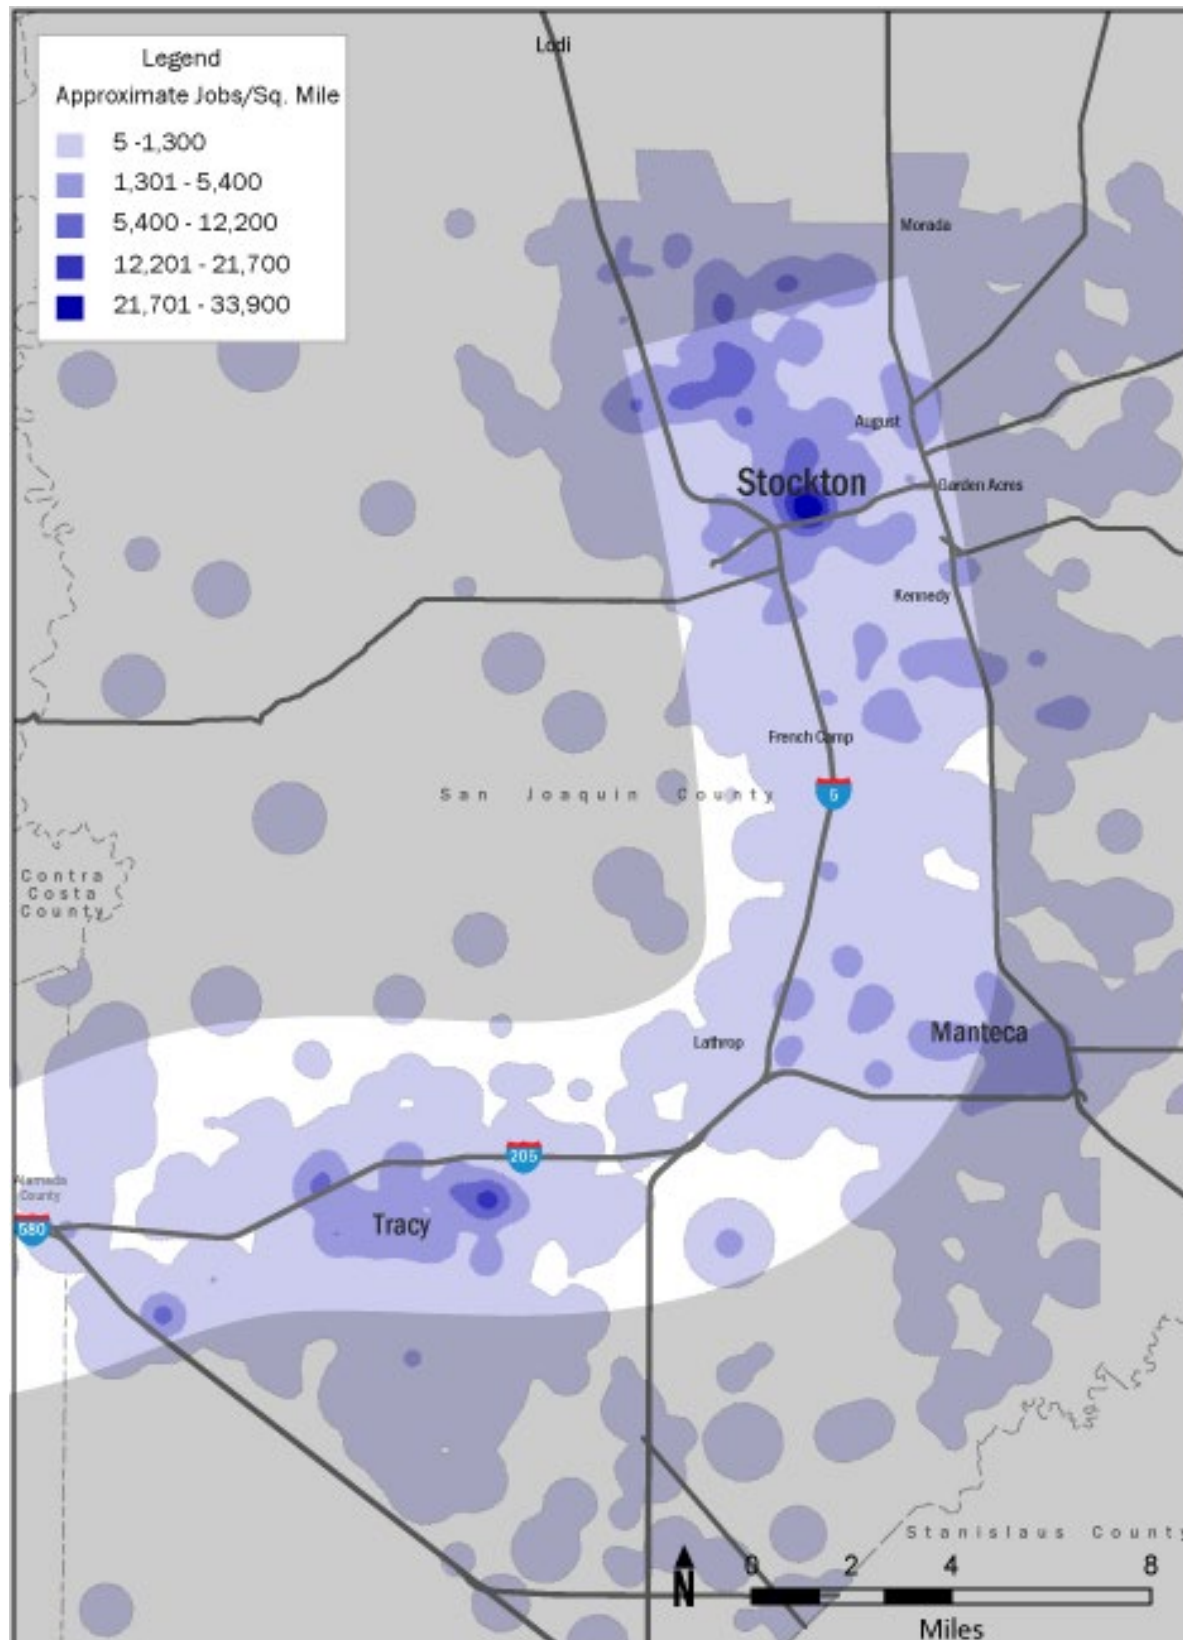 Lodi
Legend
Approximate Jobs/Sq. Mile
5 -1,300
1,301 - 5,400
5,400 - 12,200
12,201 - 21,700
21,701 - 33,900
Morada
August
Stockton
Garden Acres
Kennedy
French Camp
5
San Joaquin County
Contra
Costa
County
Lathrop
Manteca
205
Alameda
County
580
Tracy
Stanislaus County
N
0 2 4 8
Miles